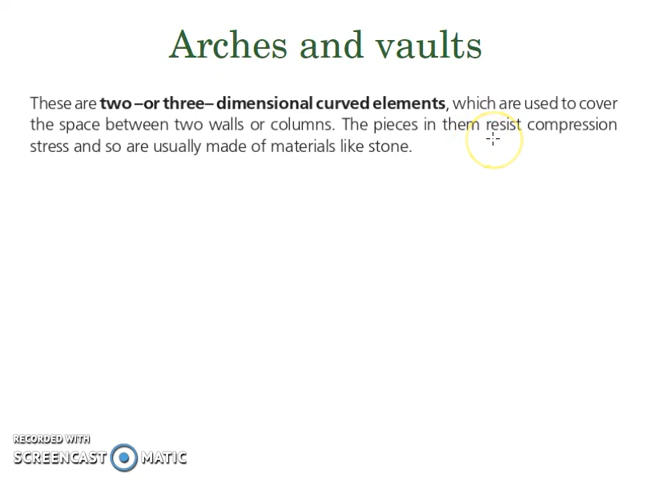 Arches and vaults
These are two –or three– dimensional curved elements, which are used to cover
the space between two walls or columns. The pieces in them resist compression
stress and so are usually made of materials like stone.
RECORDED WITH
SCREENCAST MATIC